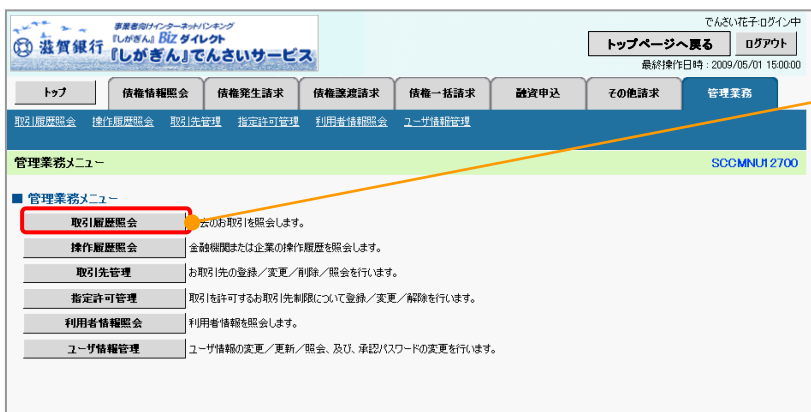 でんさい花子:ログイン中
事業者向けインターネットバンキング
滋賀銀行
『しがぎん』 Biz ダイレクト
『しがぎん』でんさいサービス
トップページへ戻る ログアウト
最終操作日時：2009/05/01 15:00:00
トップ 債権情報照会 債権発生請求 債権譲渡請求 債権一括請求 融資申込 その他請求 管理業務
取引履歴照会 操作履歴照会 取引先管理 指定許可管理 利用者情報照会 ユーザ情報管理
管理業務メニュー SCCMNU12700
■ 管理業務メニュー
取引履歴照会 去のお取引を照会します。
操作履歴照会 金融機関または企業の操作履歴を照会します。
取引先管理 お取引先の登録／変更／削除／照会を行います。
指定許可管理 取引を許可するお取引先制限について登録／変更／解除を行います。
利用者情報照会 利用者情報を照会します。
ユーザ情報管理 ユーザ情報の変更／更新／照会、及び、承認パスワードの変更を行います。